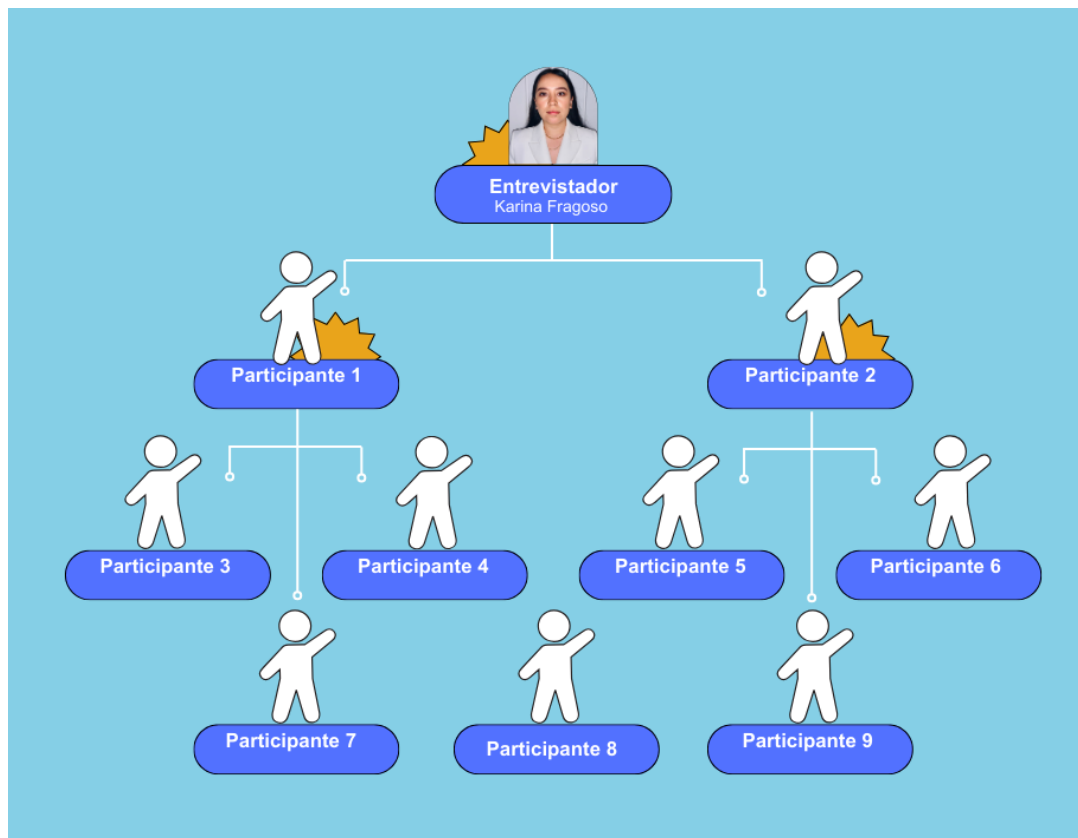 Entrevistador
Karina Fragoso
Participante 1
Participante 2
Participante 3
Participante 4
Participante 5
Participante 6
Participante 7
Participante 8
Participante 9